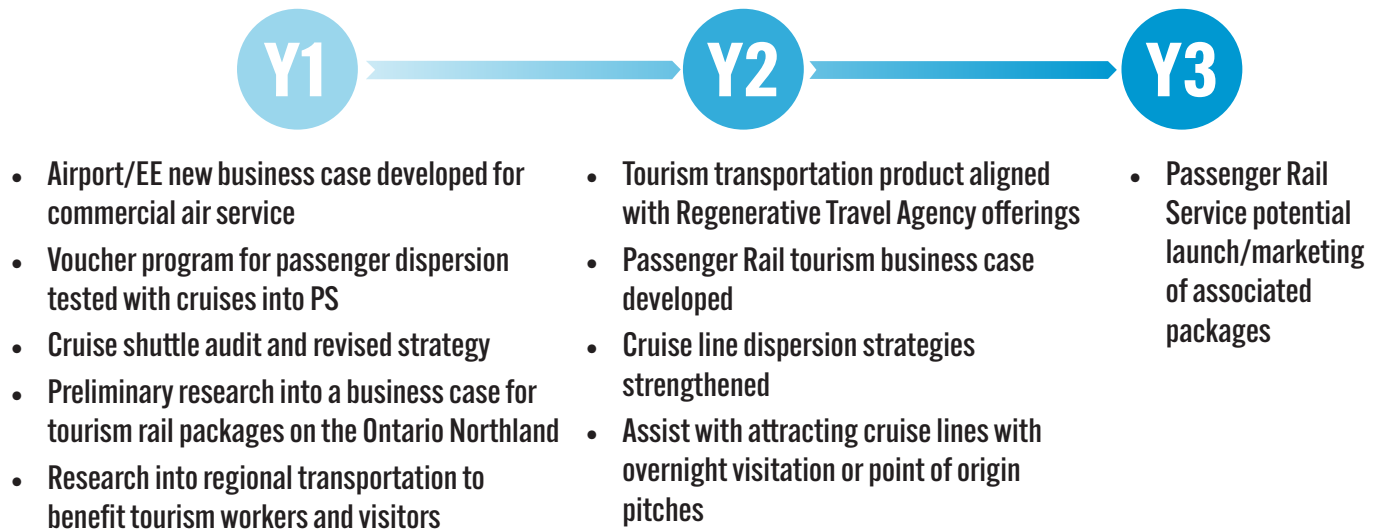 Y1
Y2
Y3
• Airport/EE new business case developed for
commercial air service
• Voucher program for passenger dispersion
tested with cruises into PS
• Cruise shuttle audit and revised strategy
• Preliminary research into a business case for
tourism rail packages on the Ontario Northland
• Research into regional transportation to
benefit tourism workers and visitors
• Tourism transportation product aligned
with Regenerative Travel Agency offerings
• Passenger Rail tourism business case
developed
• Cruise line dispersion strategies
strengthened
• Assist with attracting cruise lines with
overnight visitation or point of origin
pitches
• Passenger Rail
Service potential
launch/marketing
of associated
packages